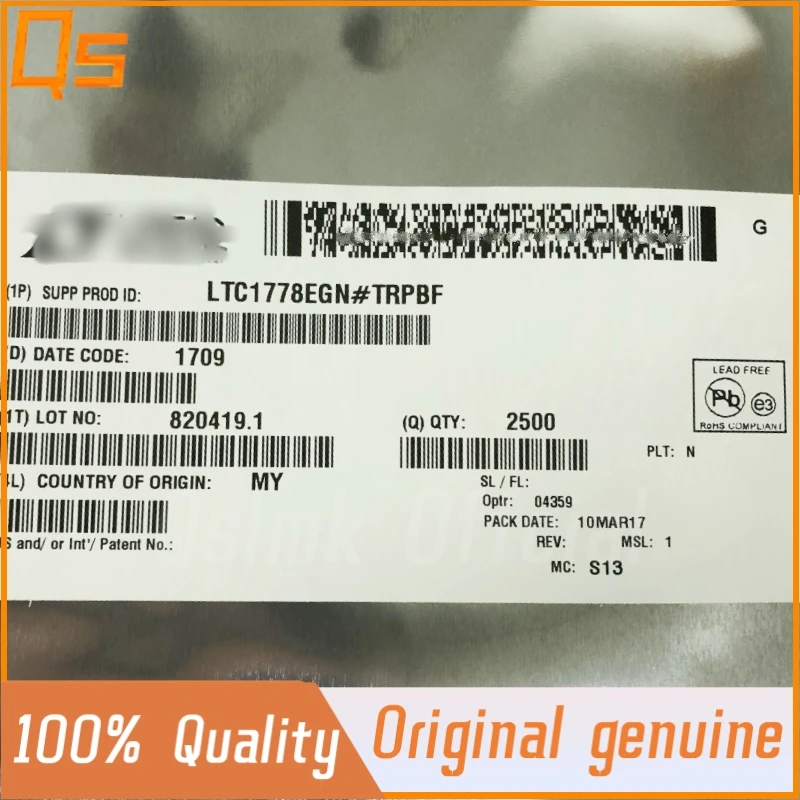 Qs
G
(1P) SUPP PROD ID: LTC1778EGN#TRPBF
D) DATE CODE: 1709
LEAD FREE
Pb e3
RoHS COMPLIANT
1T) LOT NO: 820419.1
(Q) QTY: 2500
PLT: N
L) COUNTRY OF ORIGIN: MY
SL / FL:
Optr: 04359
PACK DATE: 10MAR17
REV: MSL: 1
MC: S13
S and/ or Int'/ Patent No.:
100% Quality
Original genuine